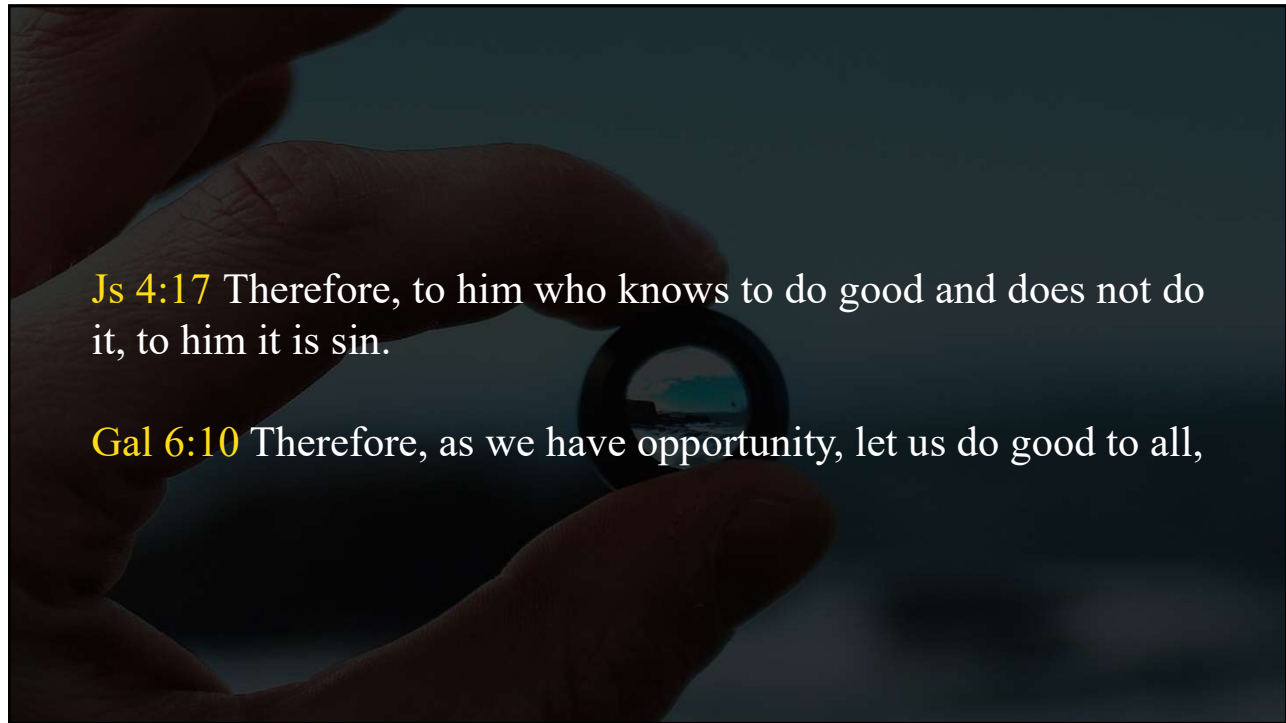 Js 4:17 Therefore, to him who knows to do good and does not do
it, to him it is sin.
Gal 6:10 Therefore, as we have opportunity, let us do good to all,